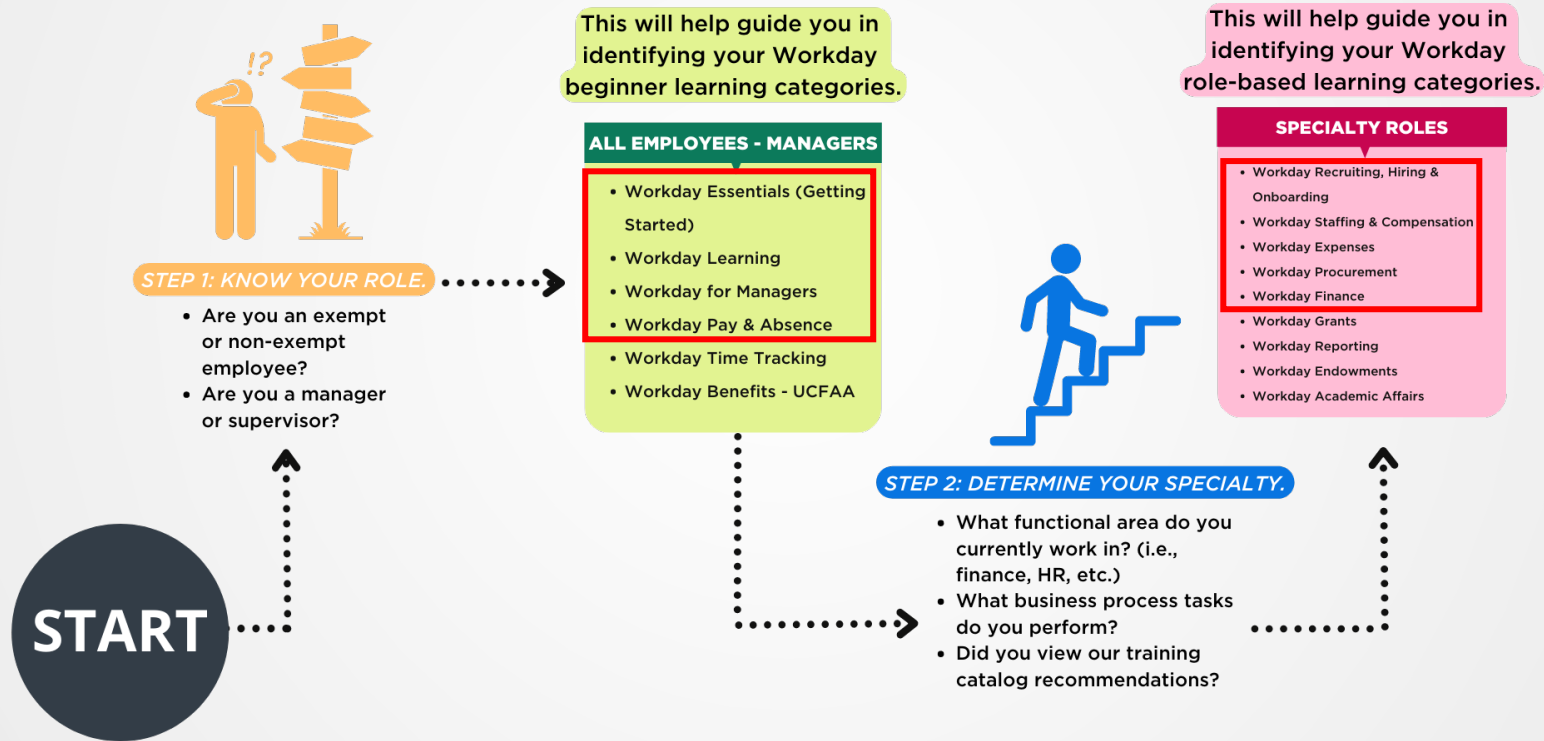 START
!?
STEP 1: KNOW YOUR ROLE.
• Are you an exempt
or non-exempt
employee?
• Are you a manager
or supervisor?
This will help guide you in
identifying your Workday
beginner learning categories.
ALL EMPLOYEES - MANAGERS
• Workday Essentials (Getting
Started)
• Workday Learning
• Workday for Managers
• Workday Pay & Absence
• Workday Time Tracking
• Workday Benefits - UCFAA
STEP 2: DETERMINE YOUR SPECIALTY.
• What functional area do you
currently work in? (i.e.,
finance, HR, etc.)
• What business process tasks
do you perform?
• Did you view our training
catalog recommendations?
This will help guide you in
identifying your Workday
role-based learning categories.
SPECIALTY ROLES
• Workday Recruiting, Hiring &
Onboarding
• Workday Staffing & Compensation
• Workday Expenses
• Workday Procurement
• Workday Finance
• Workday Grants
• Workday Reporting
• Workday Endowments
• Workday Academic Affairs